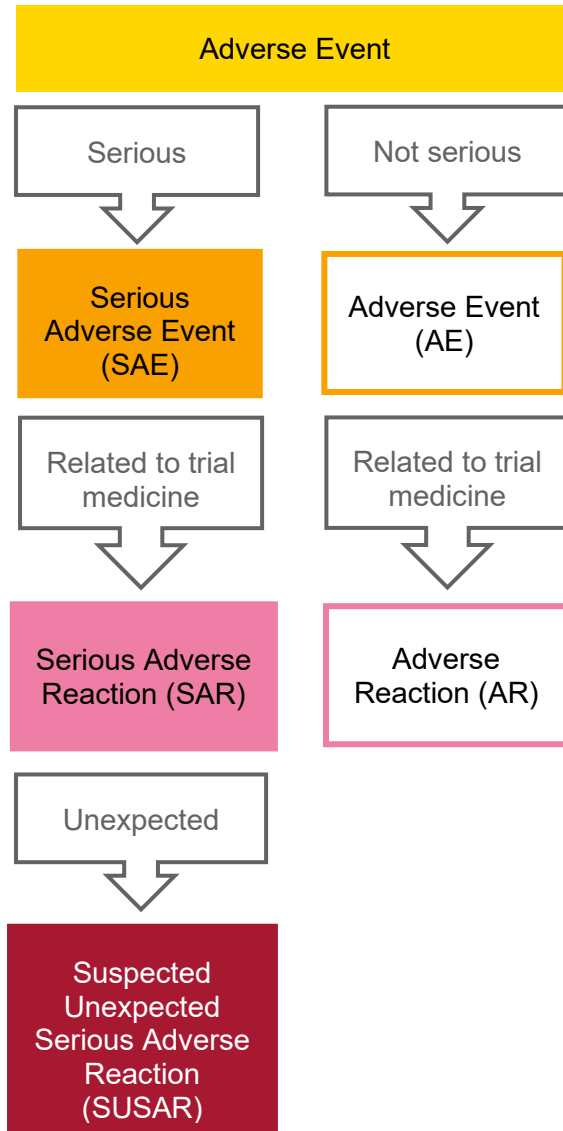 Adverse Event
Serious
Not serious
Serious
Adverse Event
(SAE)
Adverse Event
(AE)
Related to trial
medicine
Related to trial
medicine
Serious Adverse
Reaction (SAR)
Adverse
Reaction (AR)
Unexpected
Suspected
Unexpected
Serious Adverse
Reaction
(SUSAR)